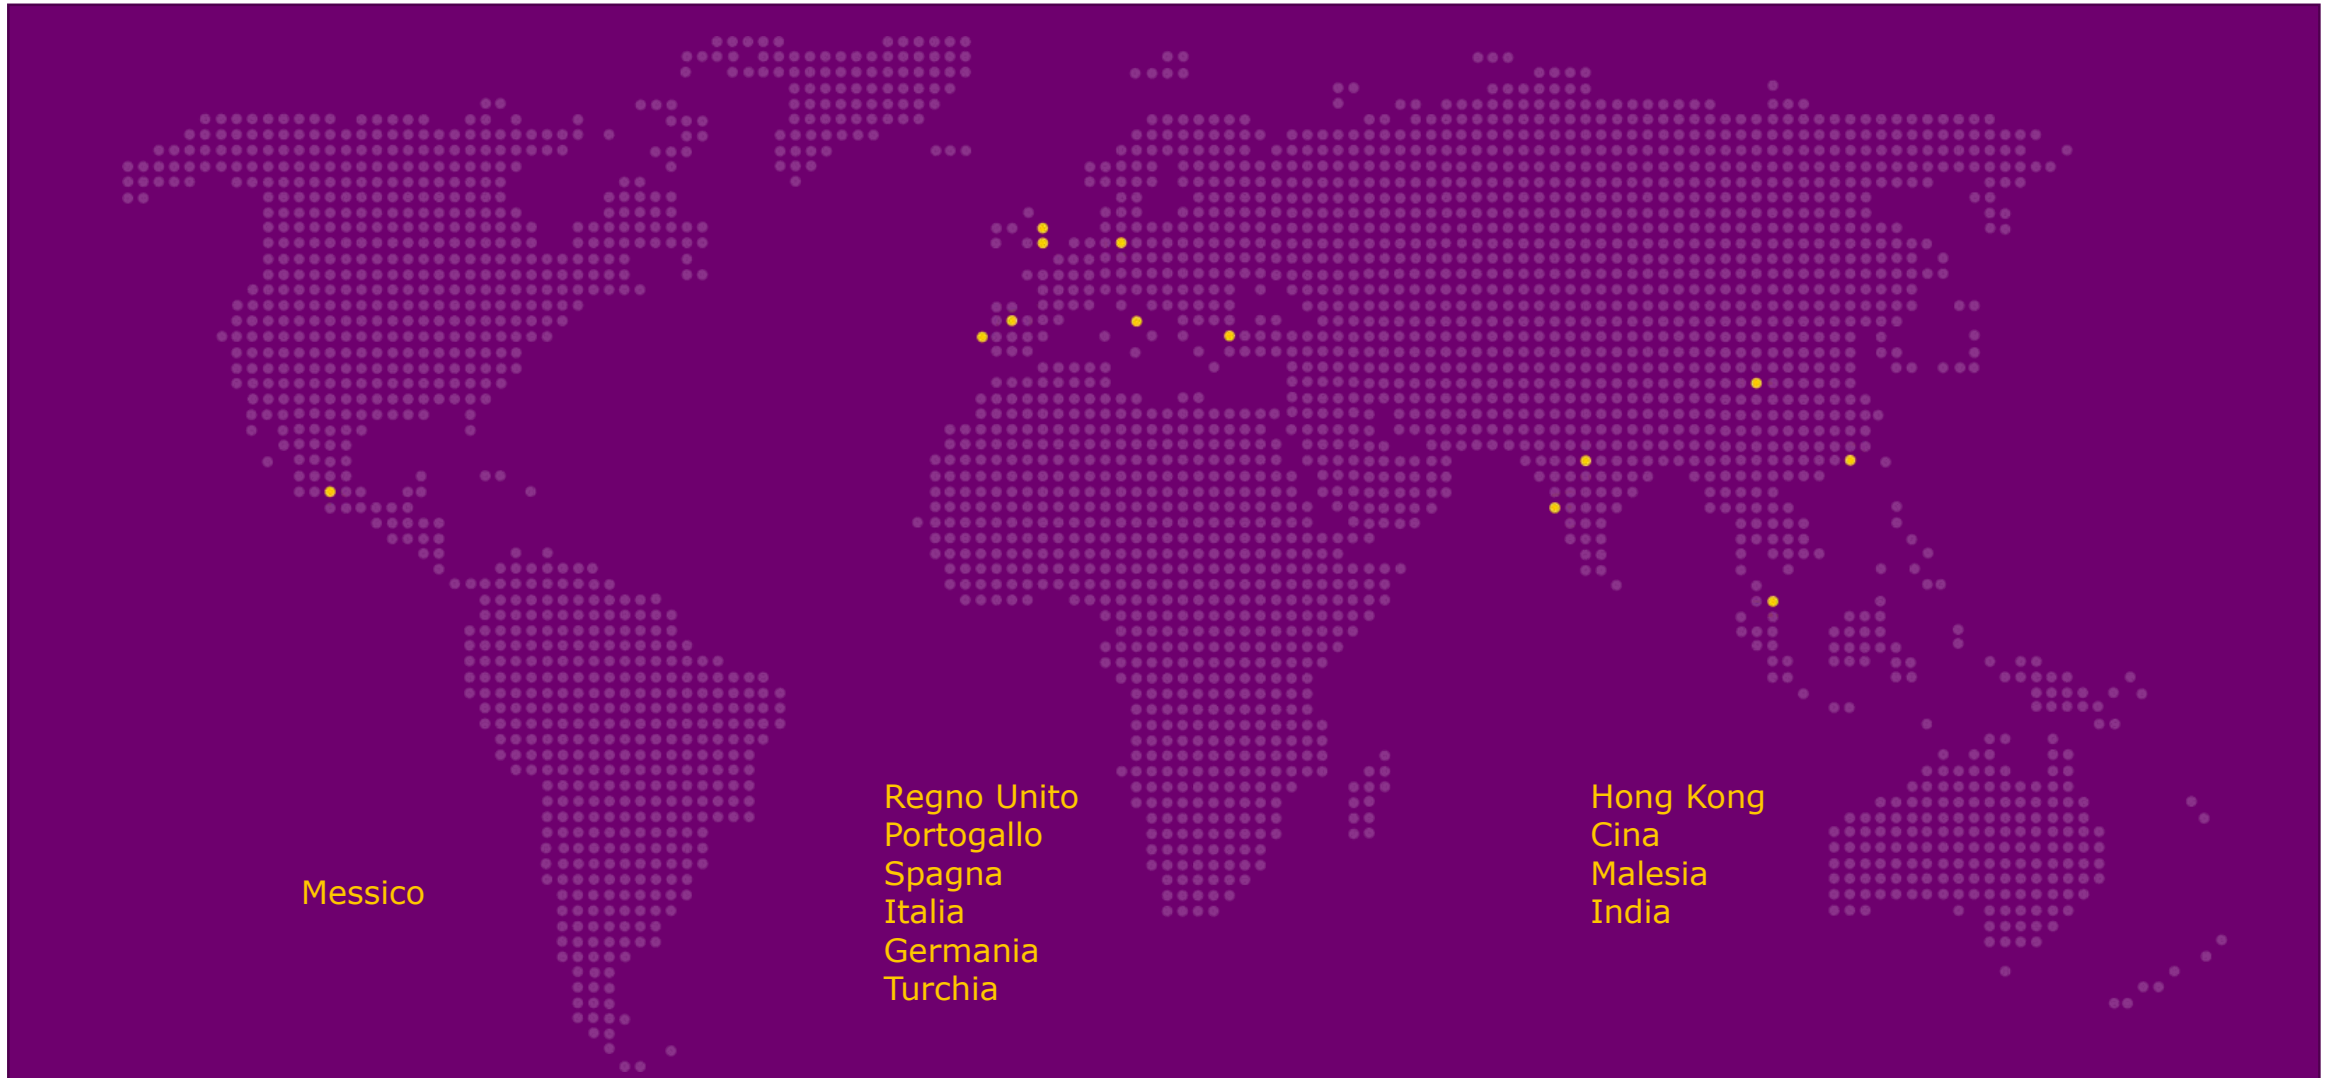 Messico
Regno Unito
Portogallo
Spagna
Italia
Germania
Turchia
Hong Kong
Cina
Malesia
India